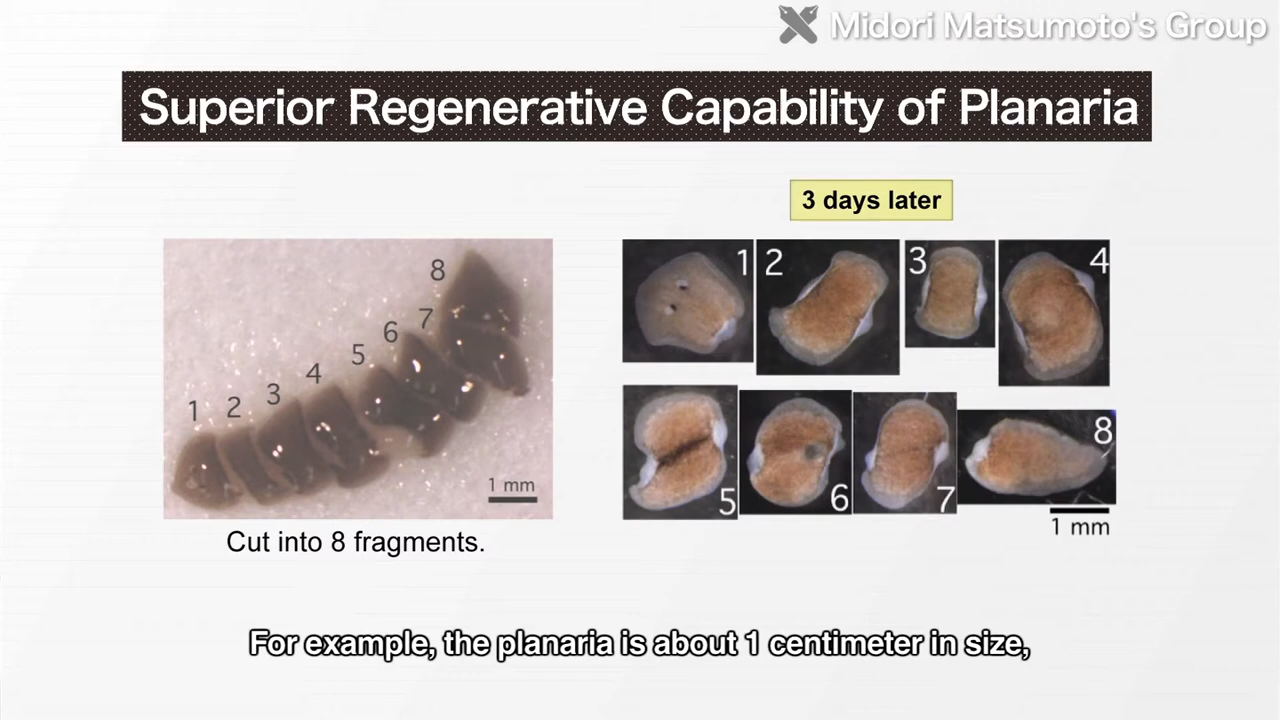 Midori Matsumoto's Group
Superior Regenerative Capability of Planaria
3 days later
1
2
3
4
5
6
7
8
1 mm
Cut into 8 fragments.
1
2
3
4
5
6
7
8
1 mm
For example, the planaria is about 1 centimeter in size,